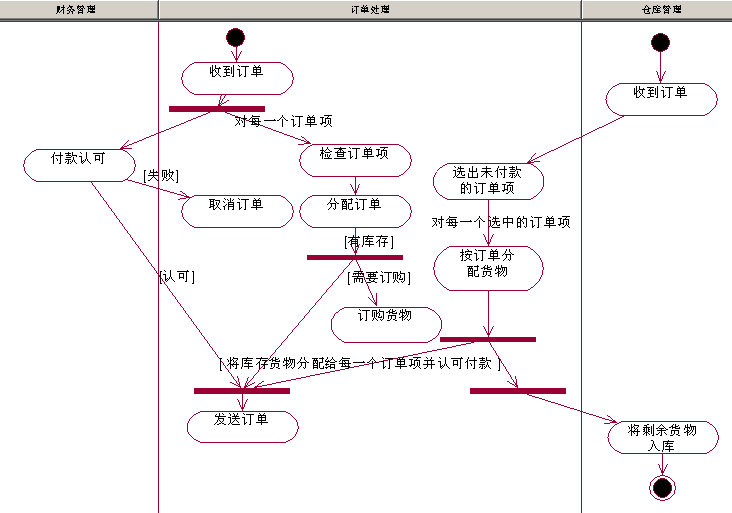 财务管理
订单处理
仓库管理
收到订单
收到订单
对每一个订单项
付款认可
检查订单项
[失败]
选出未付款
的订单项
取消订单
分配订单
对每一个选中的订单项
[有库存]
按订单分
配货物
[认可]
[需要订购]
订购货物
[ 将库存货物分配给每一个订单项并认可付款 ]
发送订单
将剩余货物
入库